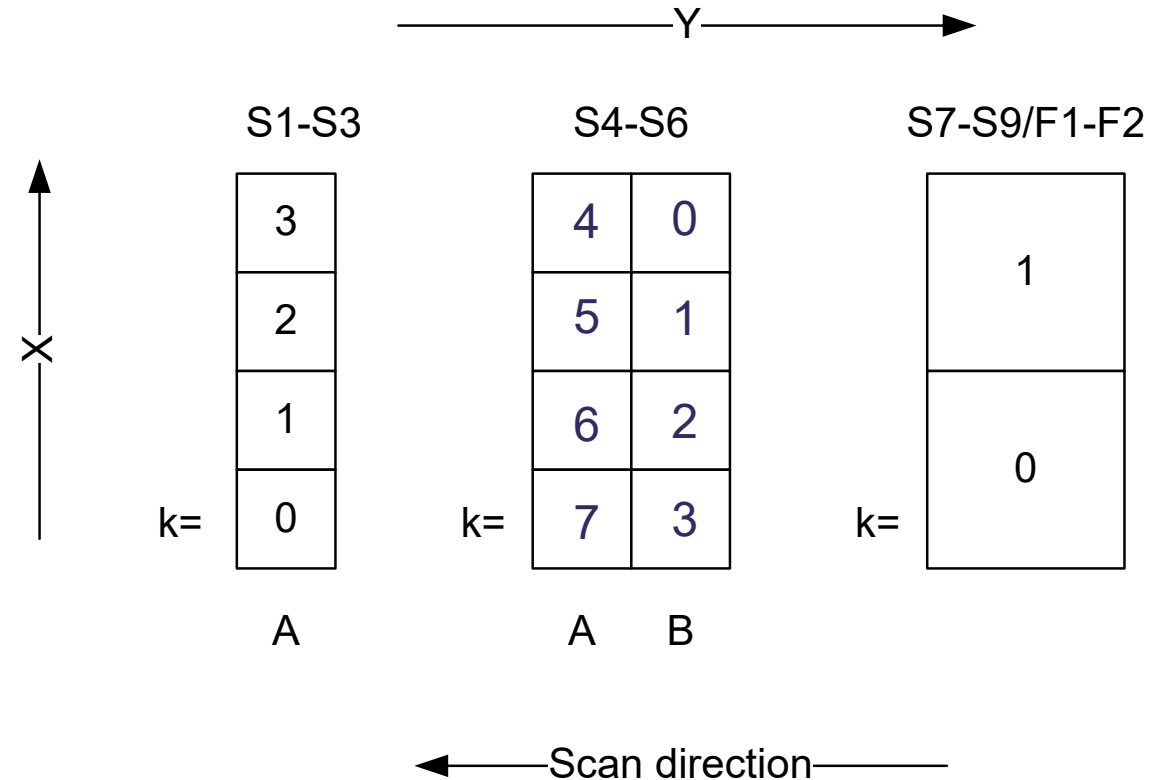 Y
S1-S3 S4-S6 S7-S9/F1-F2
X
3 4 0 1
2 5 1
1 6 2 0
k= 0 k= 7 3 k=
A A B
Scan direction